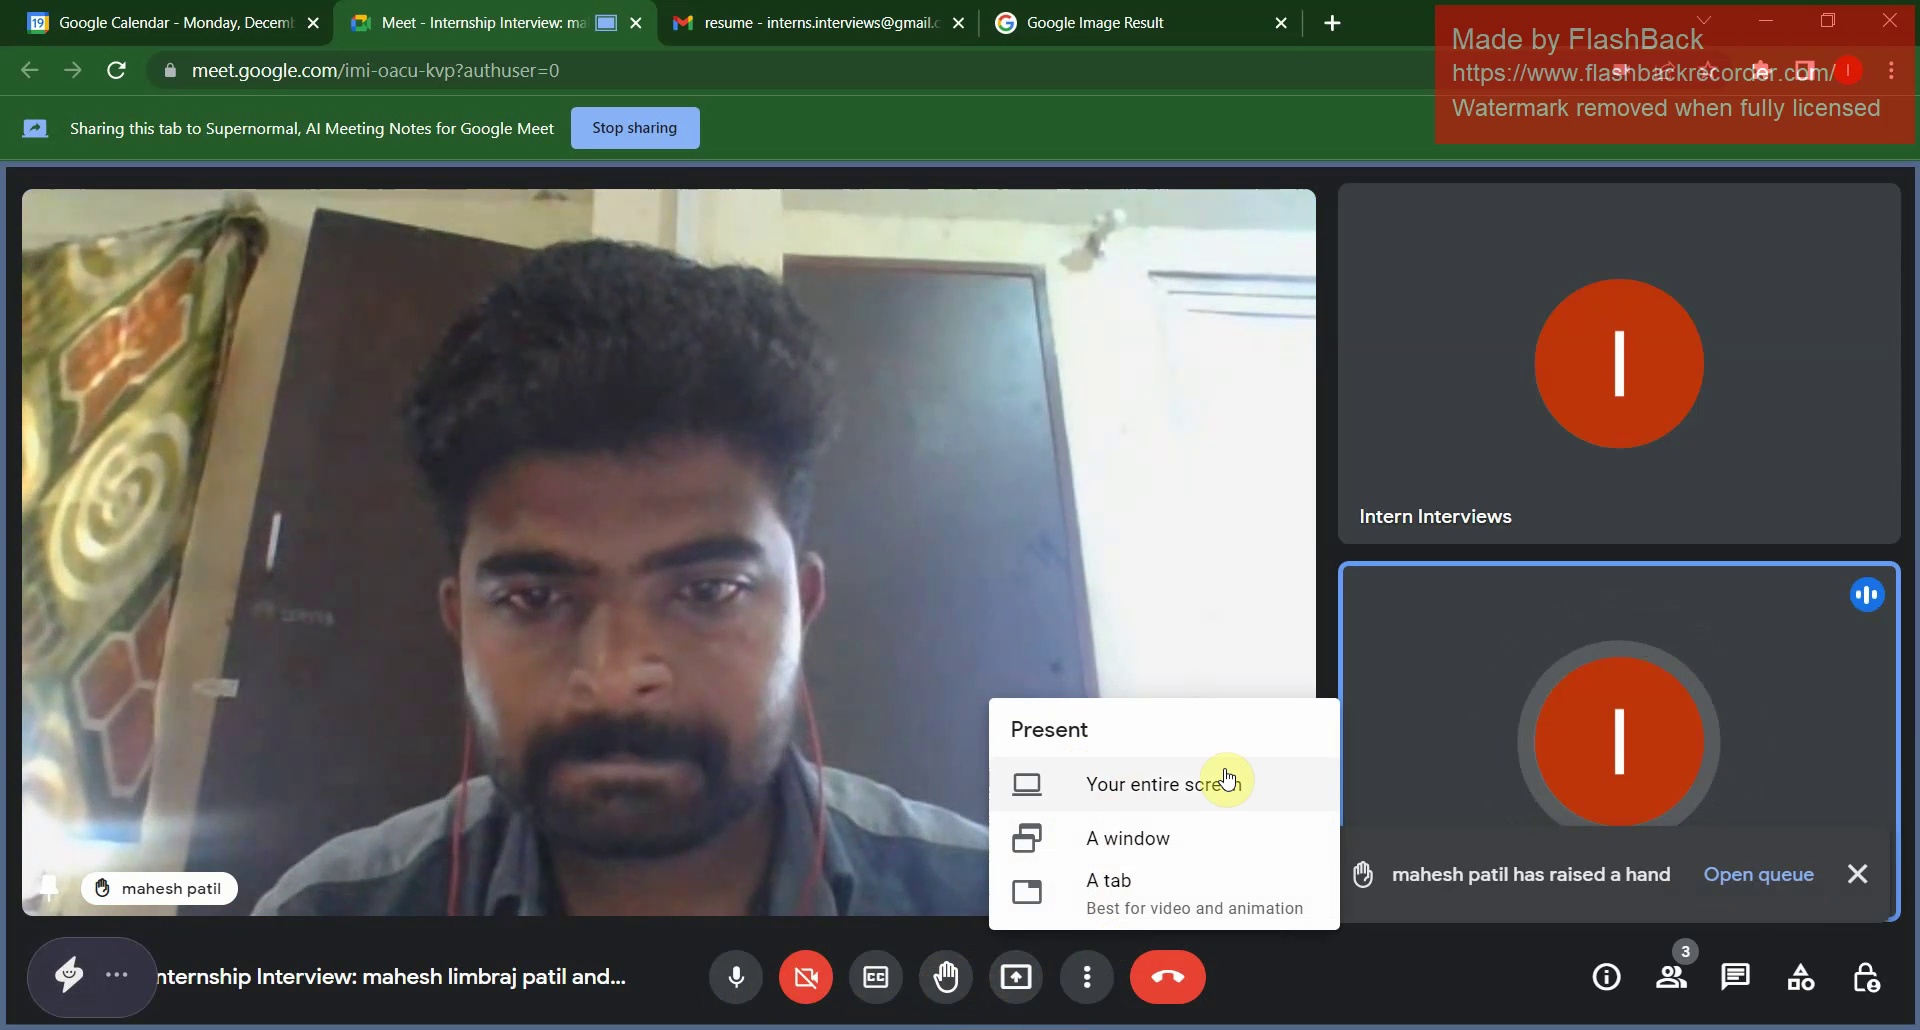 Google Calendar - Monday, Decem
Meet - Internship Interview: ma
resume - interns.interviews@gmail.c
Google Image Result
Made by FlashBack
https://www.flashbackrecorder.com/
Watermark removed when fully licensed
meet.google.com/imi-oacu-kvp?authuser=0
Sharing this tab to Supernormal, AI Meeting Notes for Google Meet
Stop sharing
Intern Interviews
Present
Your entire screen
A window
A tab
Best for video and animation
mahesh patil
mahesh patil has raised a hand
Open queue
nternship Interview: mahesh limbraj patil and...
3
19
I
I
I
CC